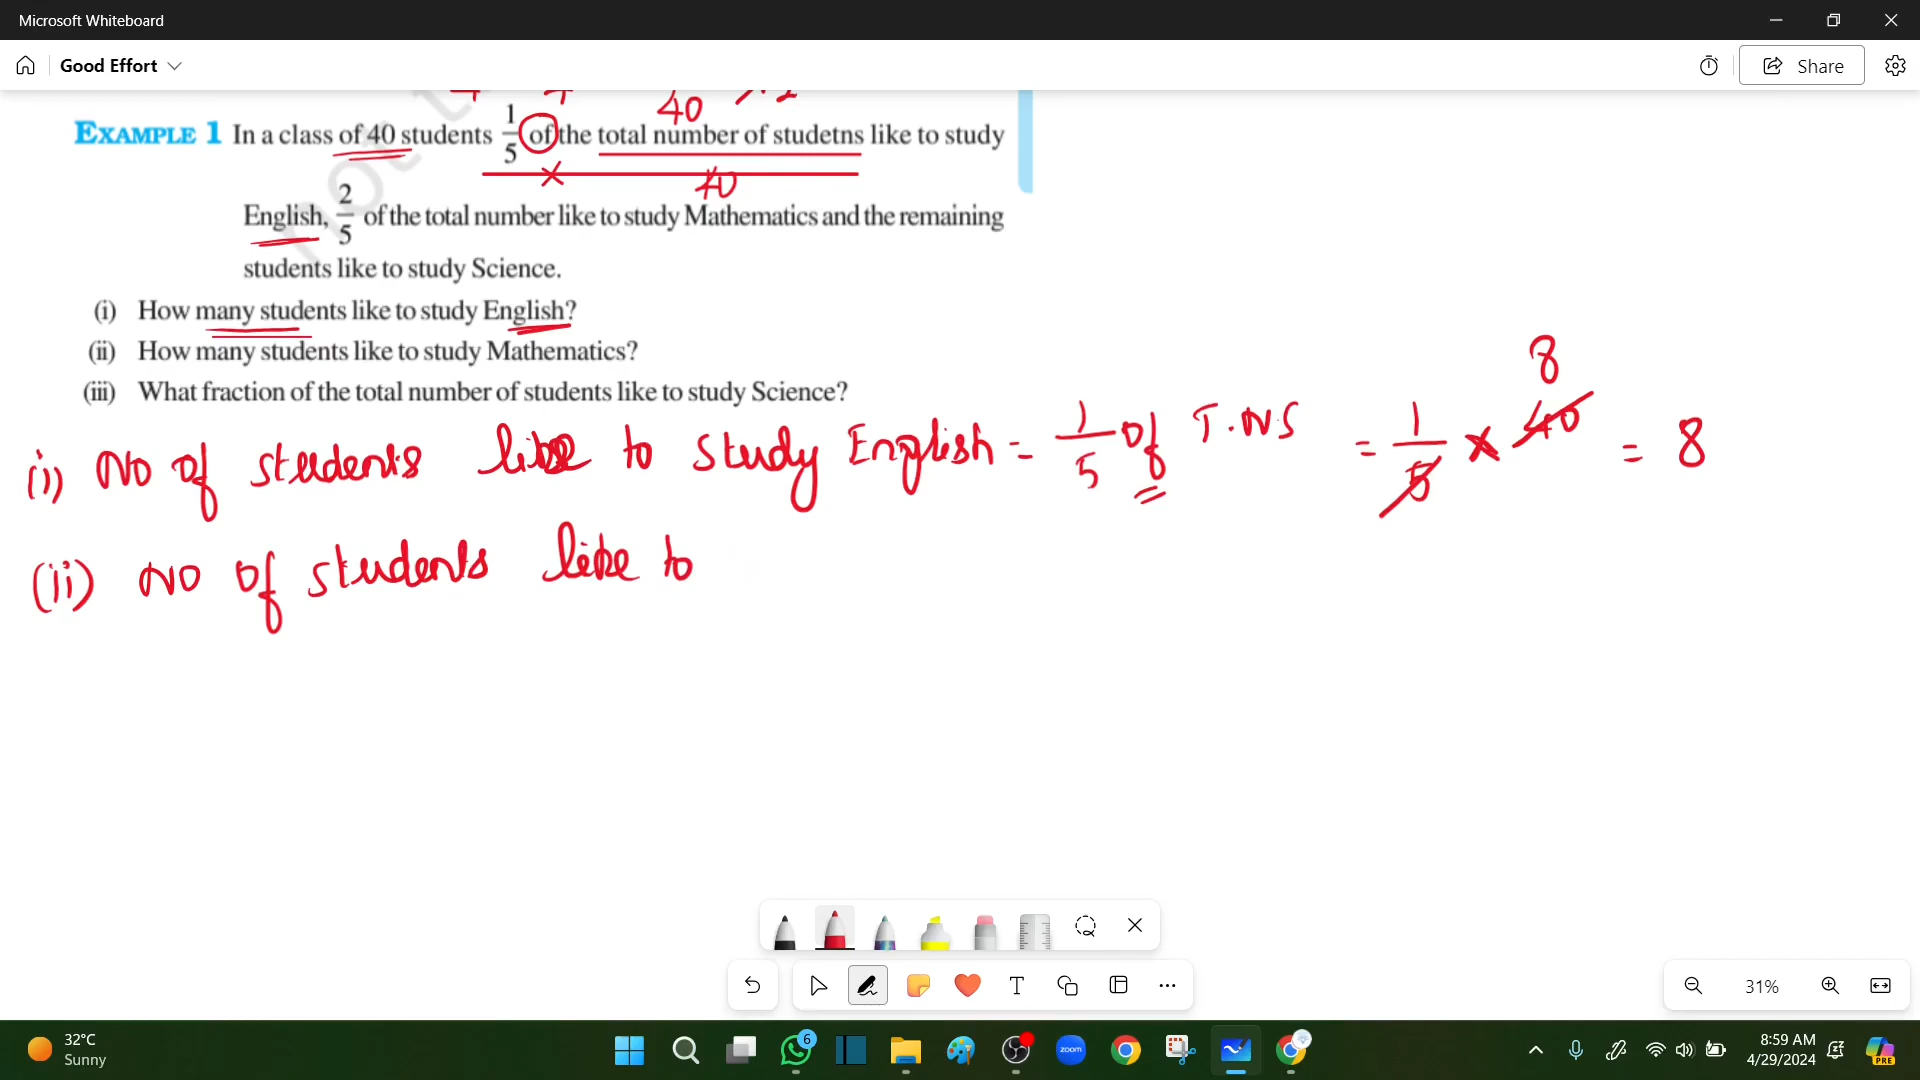 Microsoft Whiteboard
Good Effort
Share
40
EXAMPLE 1 In a class of 40 students 1/5 of the total number of studetns like to study
× 40
English, 2/5 of the total number like to study Mathematics and the remaining
students like to study Science.
(i) How many students like to study English?
(ii) How many students like to study Mathematics?
(iii) What fraction of the total number of students like to study Science?
(i) No of students like to study English = 1/5 of T.NS = 1/5 × 40 = 8
8
(ii) No of students like to
31%
32°C
Sunny
6
zoom
8:59 AM
4/29/2024
PRE